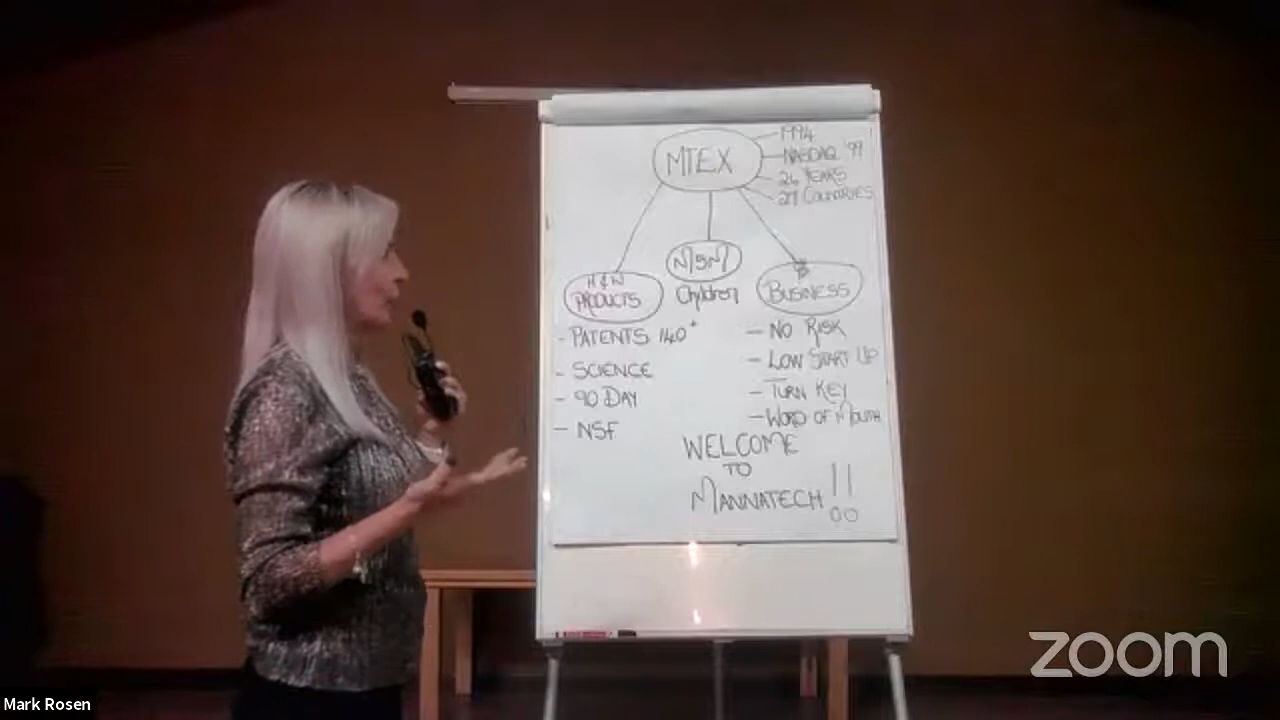 MTEX
1994
NASDAQ '99
26 YEARS
27 COUNTRIES
M5M
Children
H & W
PRODUCTS
- PATENTS 140+
- SCIENCE
- 90 DAY
- NSF
$
BUSINESS
- NO RISK
- LOW START UP
- TURN KEY
- WORD OF MOUTH
WELCOME
TO
MANNATECH!!
zoom
Mark Rosen